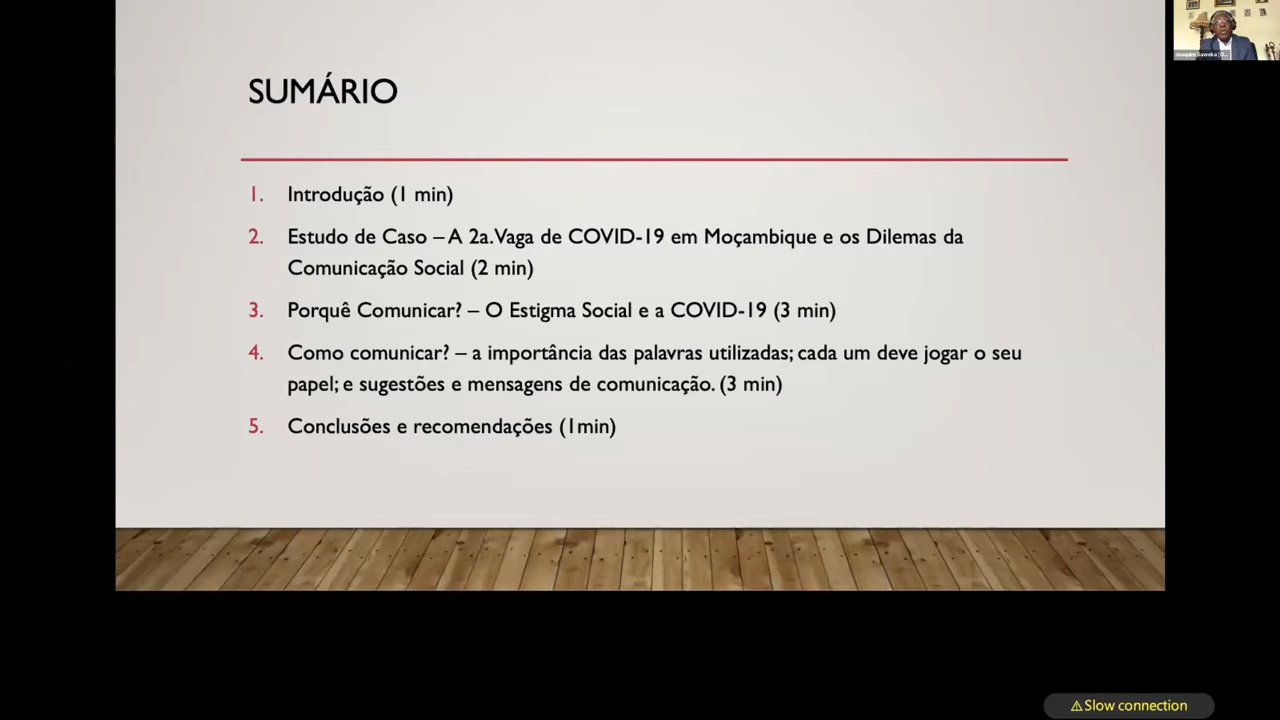 SUMÁRIO
1. Introdução (1 min)
2. Estudo de Caso – A 2a.Vaga de COVID-19 em Moçambique e os Dilemas da
Comunicação Social (2 min)
3. Porquê Comunicar? – O Estigma Social e a COVID-19 (3 min)
4. Como comunicar? – a importância das palavras utilizadas; cada um deve jogar o seu
papel; e sugestões e mensagens de comunicação. (3 min)
5. Conclusões e recomendações (1min)
Joaquim Saweka
⚠Slow connection